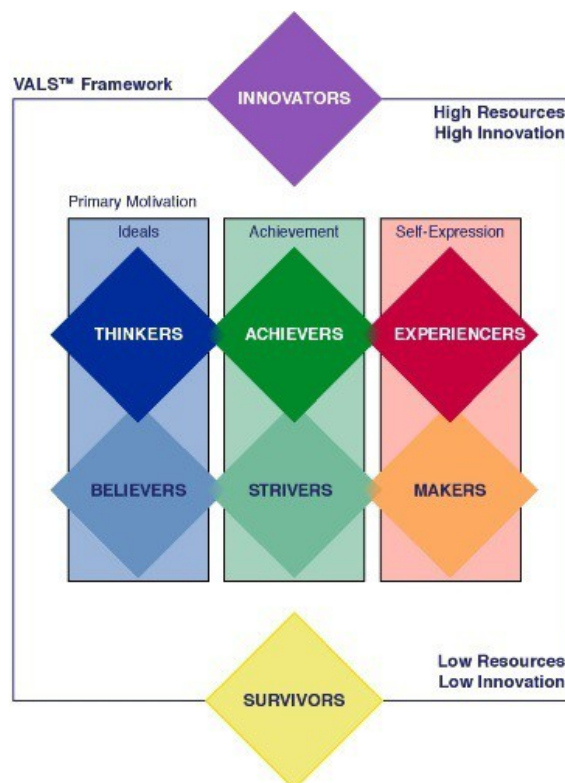 VALS™ Framework
INNOVATORS
High Resources
High Innovation
Primary Motivation
Ideals
Achievement
Self-Expression
THINKERS
ACHIEVERS
EXPERIENCERS
BELIEVERS
STRIVERS
MAKERS
Low Resources
Low Innovation
SURVIVORS